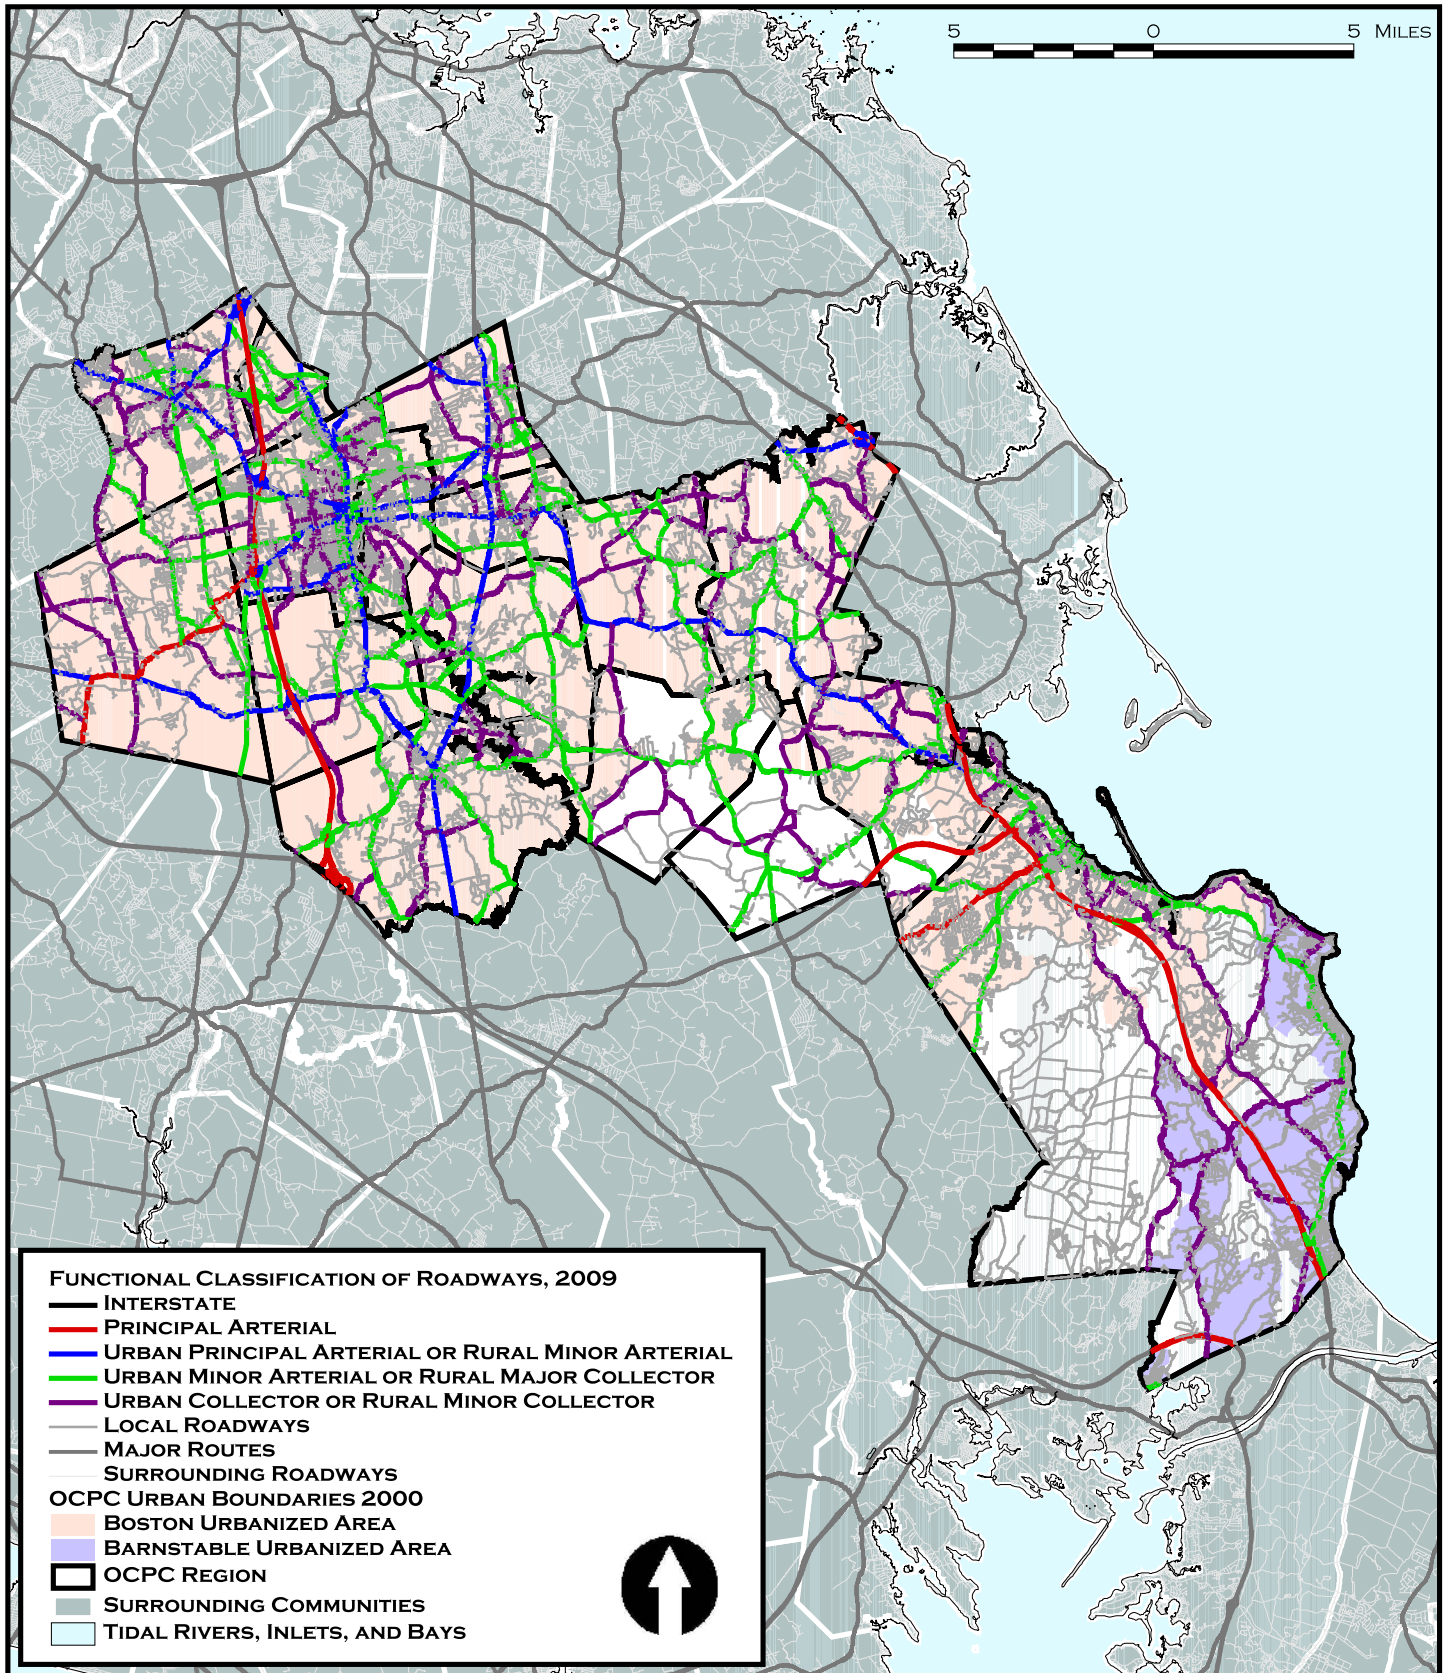 5 0 5 Miles
Functional Classification of Roadways, 2009
Interstate
Principal Arterial
Urban Principal Arterial or Rural Minor Arterial
Urban Minor Arterial or Rural Major Collector
Urban Collector or Rural Minor Collector
Local Roadways
Major Routes
Surrounding Roadways
OCPC Urban Boundaries 2000
Boston Urbanized Area
Barnstable Urbanized Area
OCPC Region
Surrounding Communities
Tidal Rivers, Inlets, and Bays